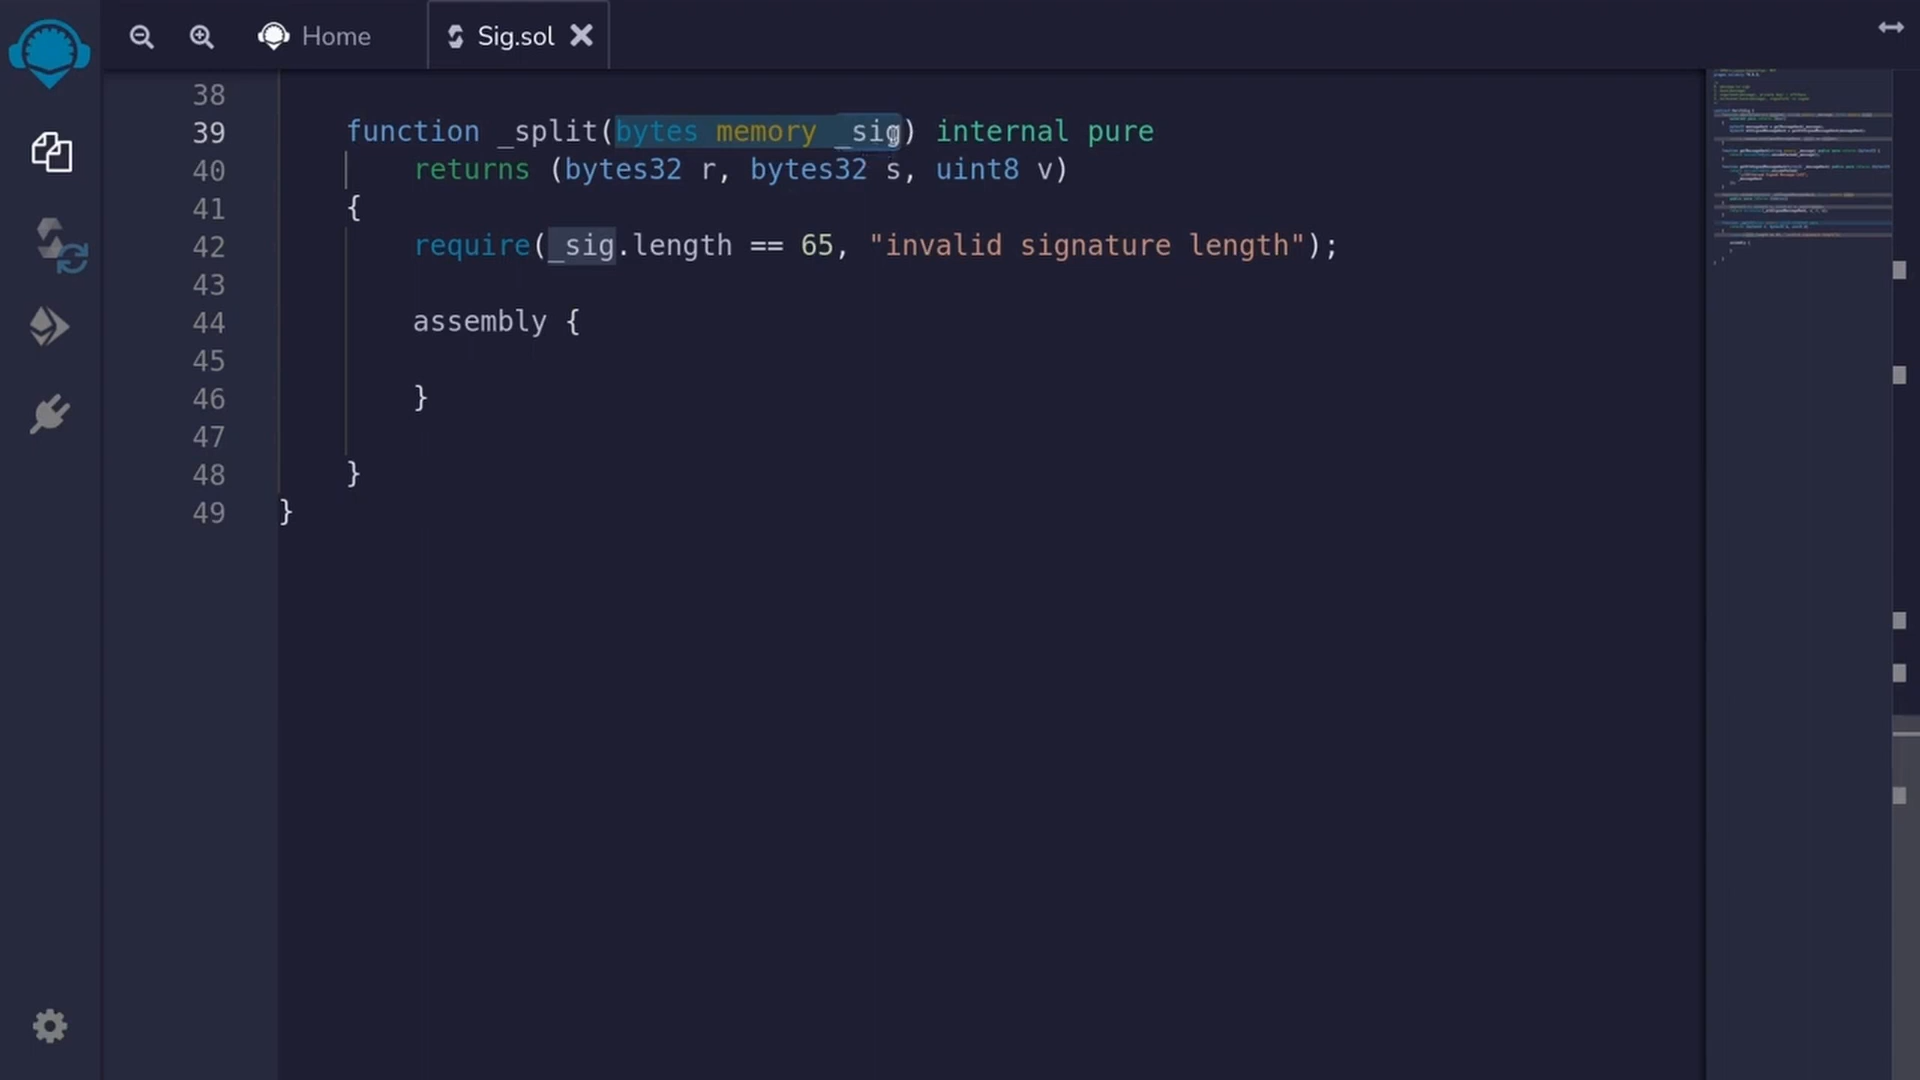 Home
Sig.sol
38
39 function _split(bytes memory _sig) internal pure
40 returns (bytes32 r, bytes32 s, uint8 v)
41 {
42 require(_sig.length == 65, "invalid signature length");
43
44 assembly {
45
46 }
47
48 }
49 }